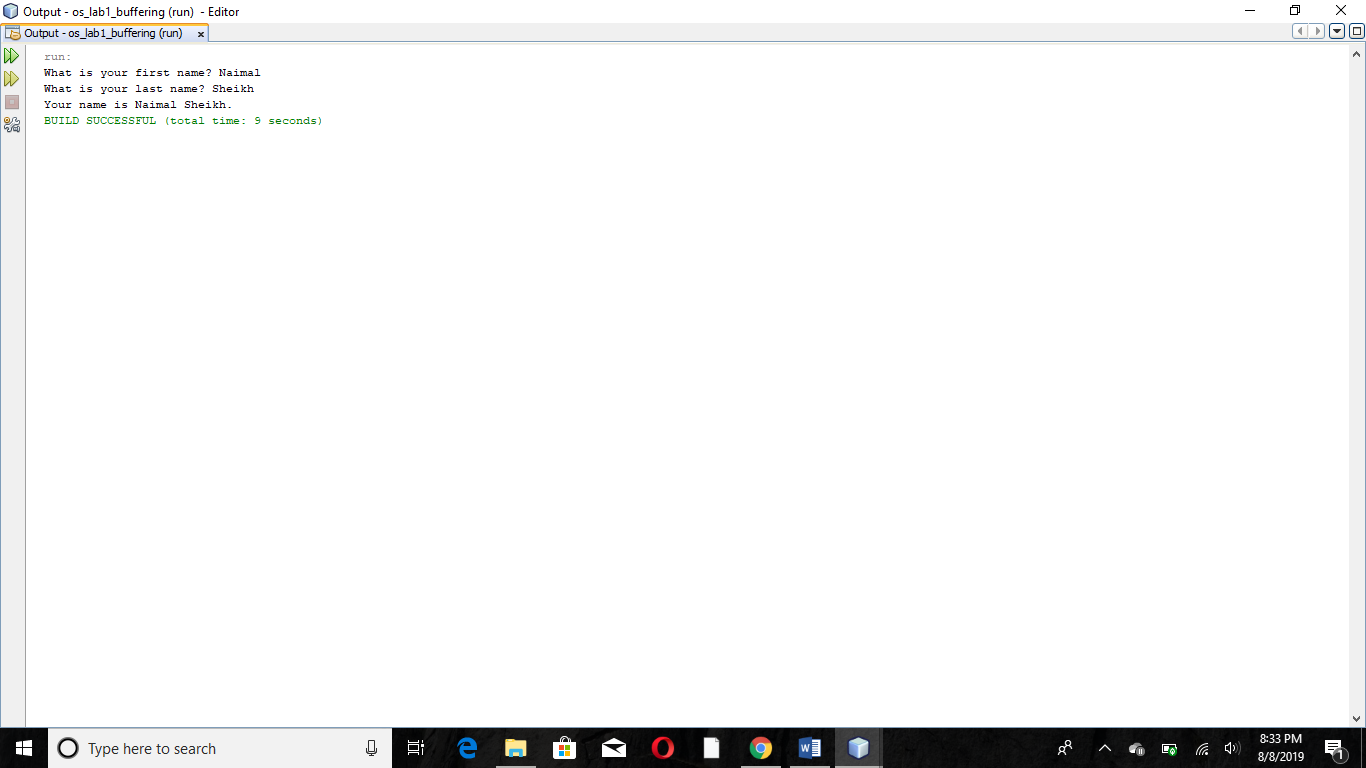 Output - os_lab1_buffering (run)  - Editor
Output - os_lab1_buffering (run)
run:
What is your first name? Naimal
What is your last name? Sheikh
Your name is Naimal Sheikh.
BUILD SUCCESSFUL (total time: 9 seconds)
Type here to search
8:33 PM
8/8/2019
1